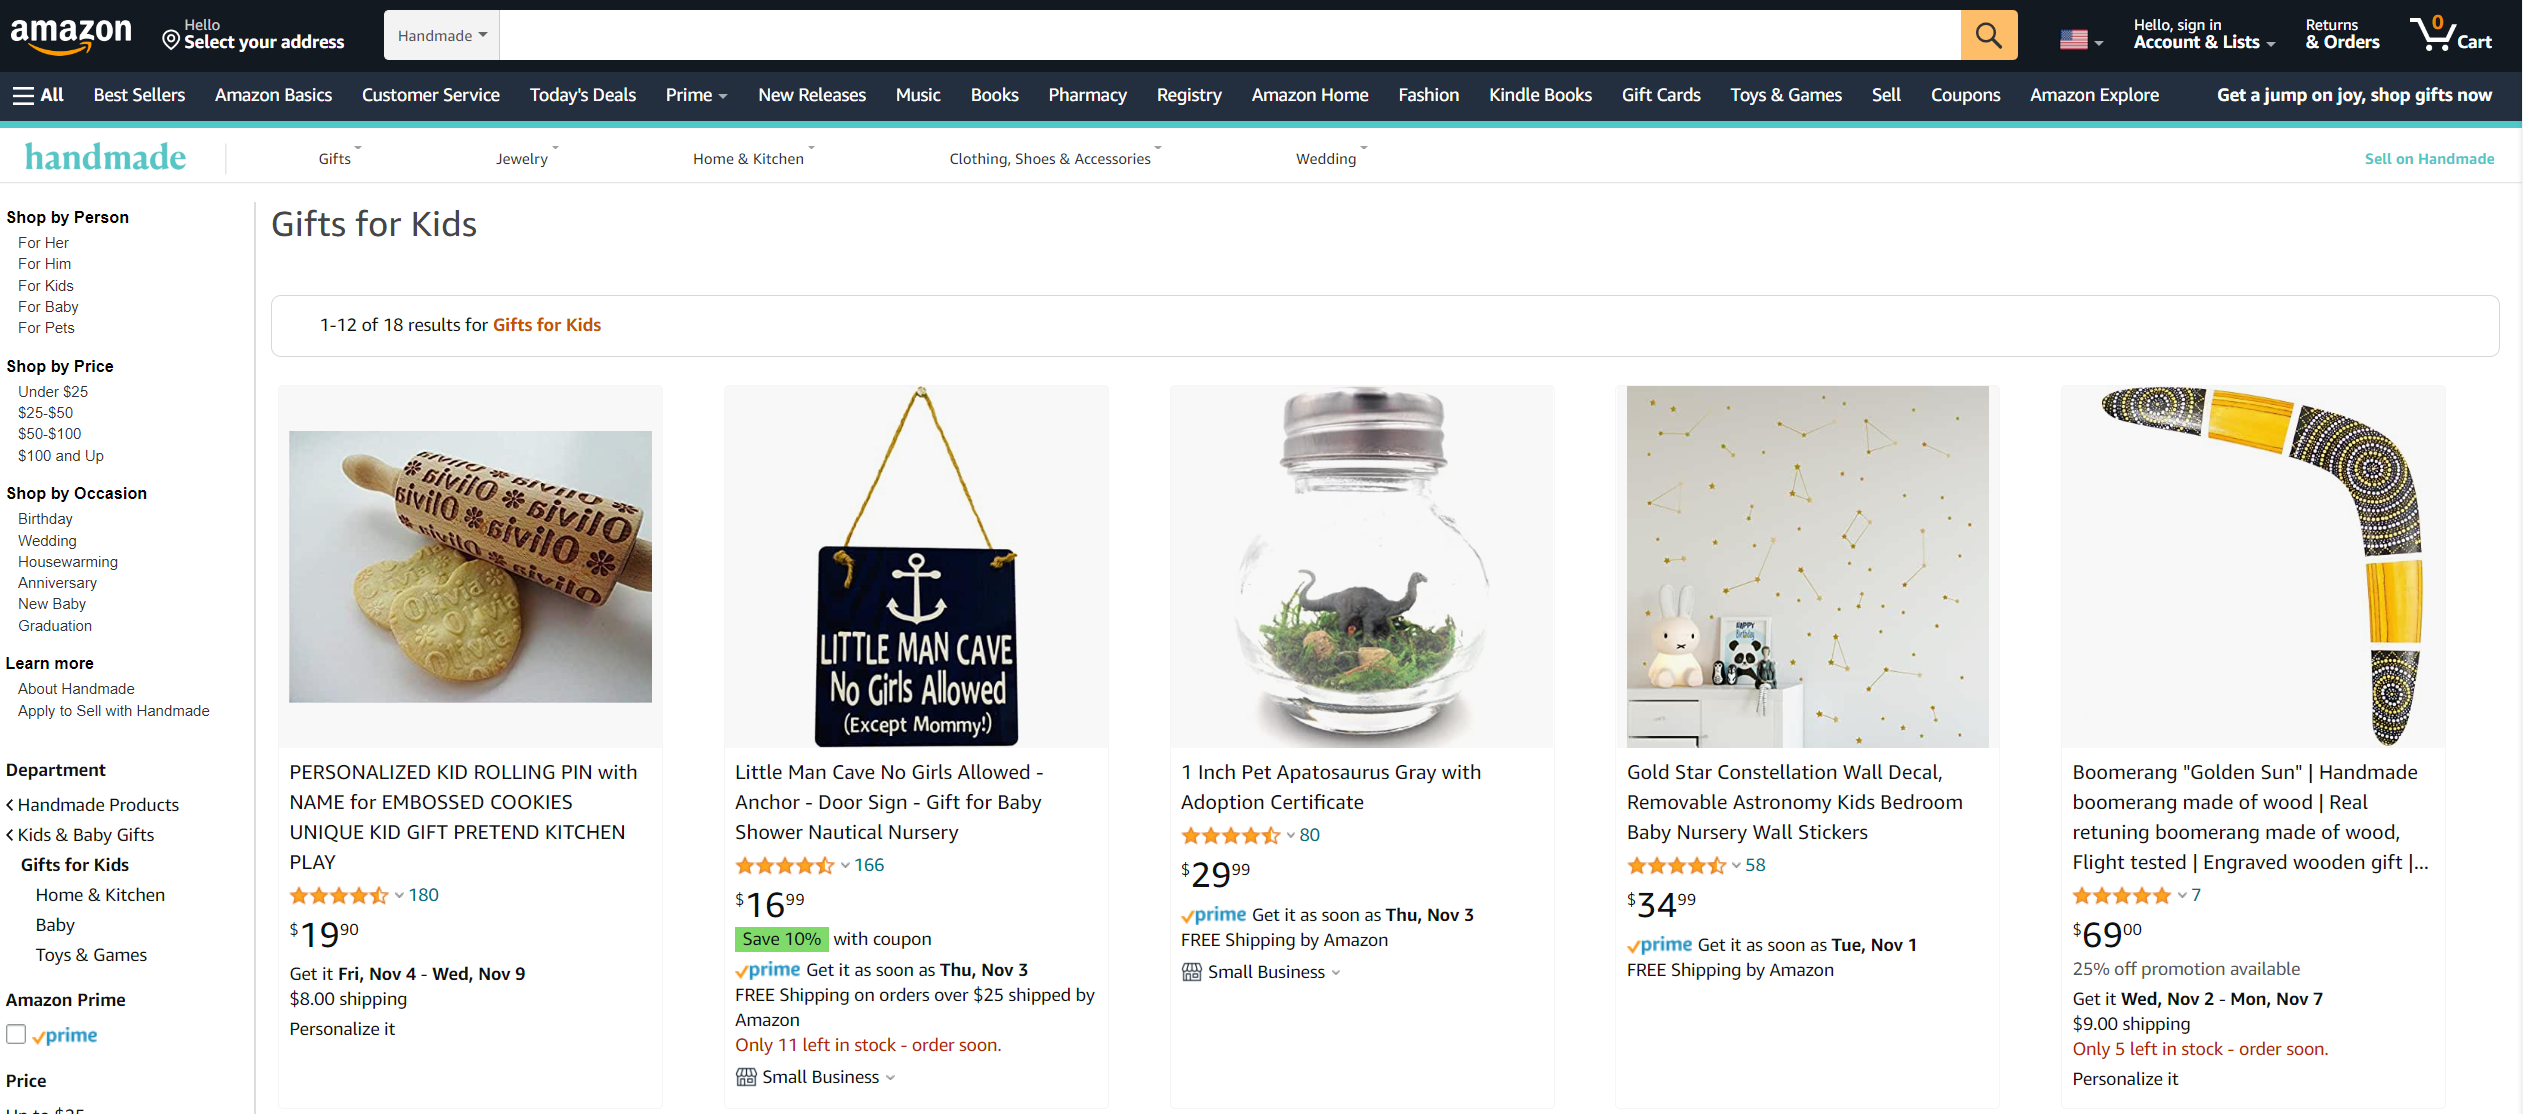 amazon
Hello
Select your address
Handmade
Hello, sign in
Account & Lists
Returns
& Orders
0
Cart
All
Best Sellers
Amazon Basics
Customer Service
Today's Deals
Prime
New Releases
Music
Books
Pharmacy
Registry
Amazon Home
Fashion
Kindle Books
Gift Cards
Toys & Games
Sell
Coupons
Amazon Explore
Get a jump on joy, shop gifts now
handmade
Gifts
Jewelry
Home & Kitchen
Clothing, Shoes & Accessories
Wedding
Sell on Handmade
Shop by Person
For Her
For Him
For Kids
For Baby
For Pets
Shop by Price
Under $25
$25-$50
$50-$100
$100 and Up
Shop by Occasion
Birthday
Wedding
Housewarming
Anniversary
New Baby
Graduation
Learn more
About Handmade
Apply to Sell with Handmade
Department
Handmade Products
Kids & Baby Gifts
Gifts for Kids
Home & Kitchen
Baby
Toys & Games
Amazon Prime
prime
Price
Up to $25
Gifts for Kids
1-12 of 18 results for Gifts for Kids
Olivia Olivia
Olivia Olivia
Olivia Olivia
Olivia
Olivia
Olivia
PERSONALIZED KID ROLLING PIN with
NAME for EMBOSSED COOKIES
UNIQUE KID GIFT PRETEND KITCHEN
PLAY
180
$19.90
Get it Fri, Nov 4 - Wed, Nov 9
$8.00 shipping
Personalize it
LITTLE MAN CAVE
No Girls Allowed
(Except Mommy!)
Little Man Cave No Girls Allowed -
Anchor - Door Sign - Gift for Baby
Shower Nautical Nursery
166
$16.99
Save 10% with coupon
prime Get it as soon as Thu, Nov 3
FREE Shipping on orders over $25 shipped by
Amazon
Only 11 left in stock - order soon.
Small Business
1 Inch Pet Apatosaurus Gray with
Adoption Certificate
80
$29.99
prime Get it as soon as Thu, Nov 3
FREE Shipping by Amazon
Small Business
HAPPY
Birthday
Gold Star Constellation Wall Decal,
Removable Astronomy Kids Bedroom
Baby Nursery Wall Stickers
58
$34.99
prime Get it as soon as Tue, Nov 1
FREE Shipping by Amazon
Boomerang "Golden Sun" | Handmade
boomerang made of wood | Real
retuning boomerang made of wood,
Flight tested | Engraved wooden gift |...
7
$69.00
25% off promotion available
Get it Wed, Nov 2 - Mon, Nov 7
$9.00 shipping
Only 5 left in stock - order soon.
Personalize it